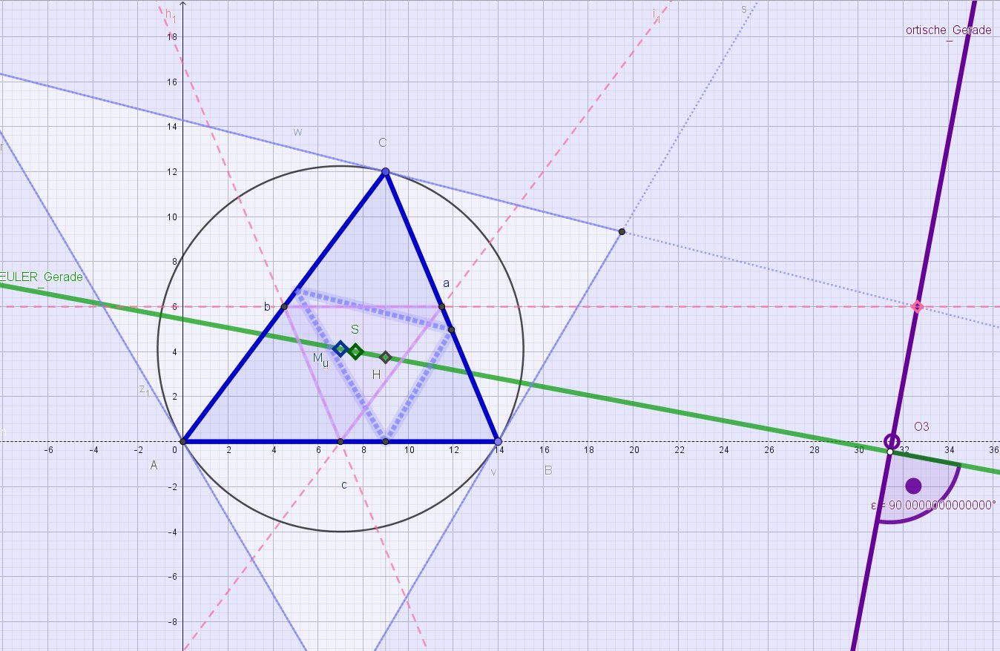 h₁
i₁
s
18
ortische_Gerade
16
14
w
C
r
12
10
8
EULER_Gerade
a
b
6
S
4
Mᵤ
H
2
z₁
n
O3
-6
-4
-2
0
2
4
6
8
10
12
14
16
18
20
22
24
26
28
30
32
34
36
A
v
B
-2
c
ε = 90.0000000000000°
-4
-6
-8